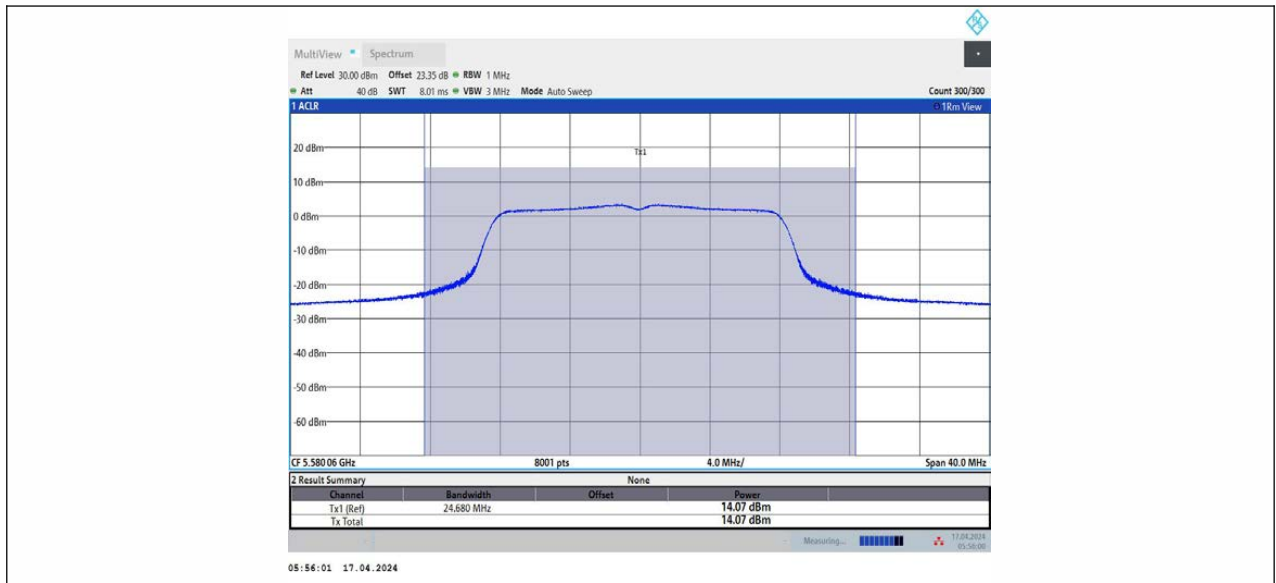 MultiView Spectrum
Ref Level 30.00 dBm Offset 23.35 dB RBW 1 MHz
Att 40 dB SWT 8.01 ms VBW 3 MHz Mode Auto Sweep Count 300/300
1 ACLR 1Rm View
Tx1
20 dBm
10 dBm
0 dBm
-10 dBm
-20 dBm
-30 dBm
-40 dBm
-50 dBm
-60 dBm
CF 5.580 06 GHz 8001 pts 4.0 MHz/ Span 40.0 MHz
2 Result Summary None
Channel Bandwidth Offset Power
Tx1 (Ref) 24.680 MHz 14.07 dBm
Tx Total 14.07 dBm
Measuring... 17.04.2024
05:56:00
05:56:01 17.04.2024